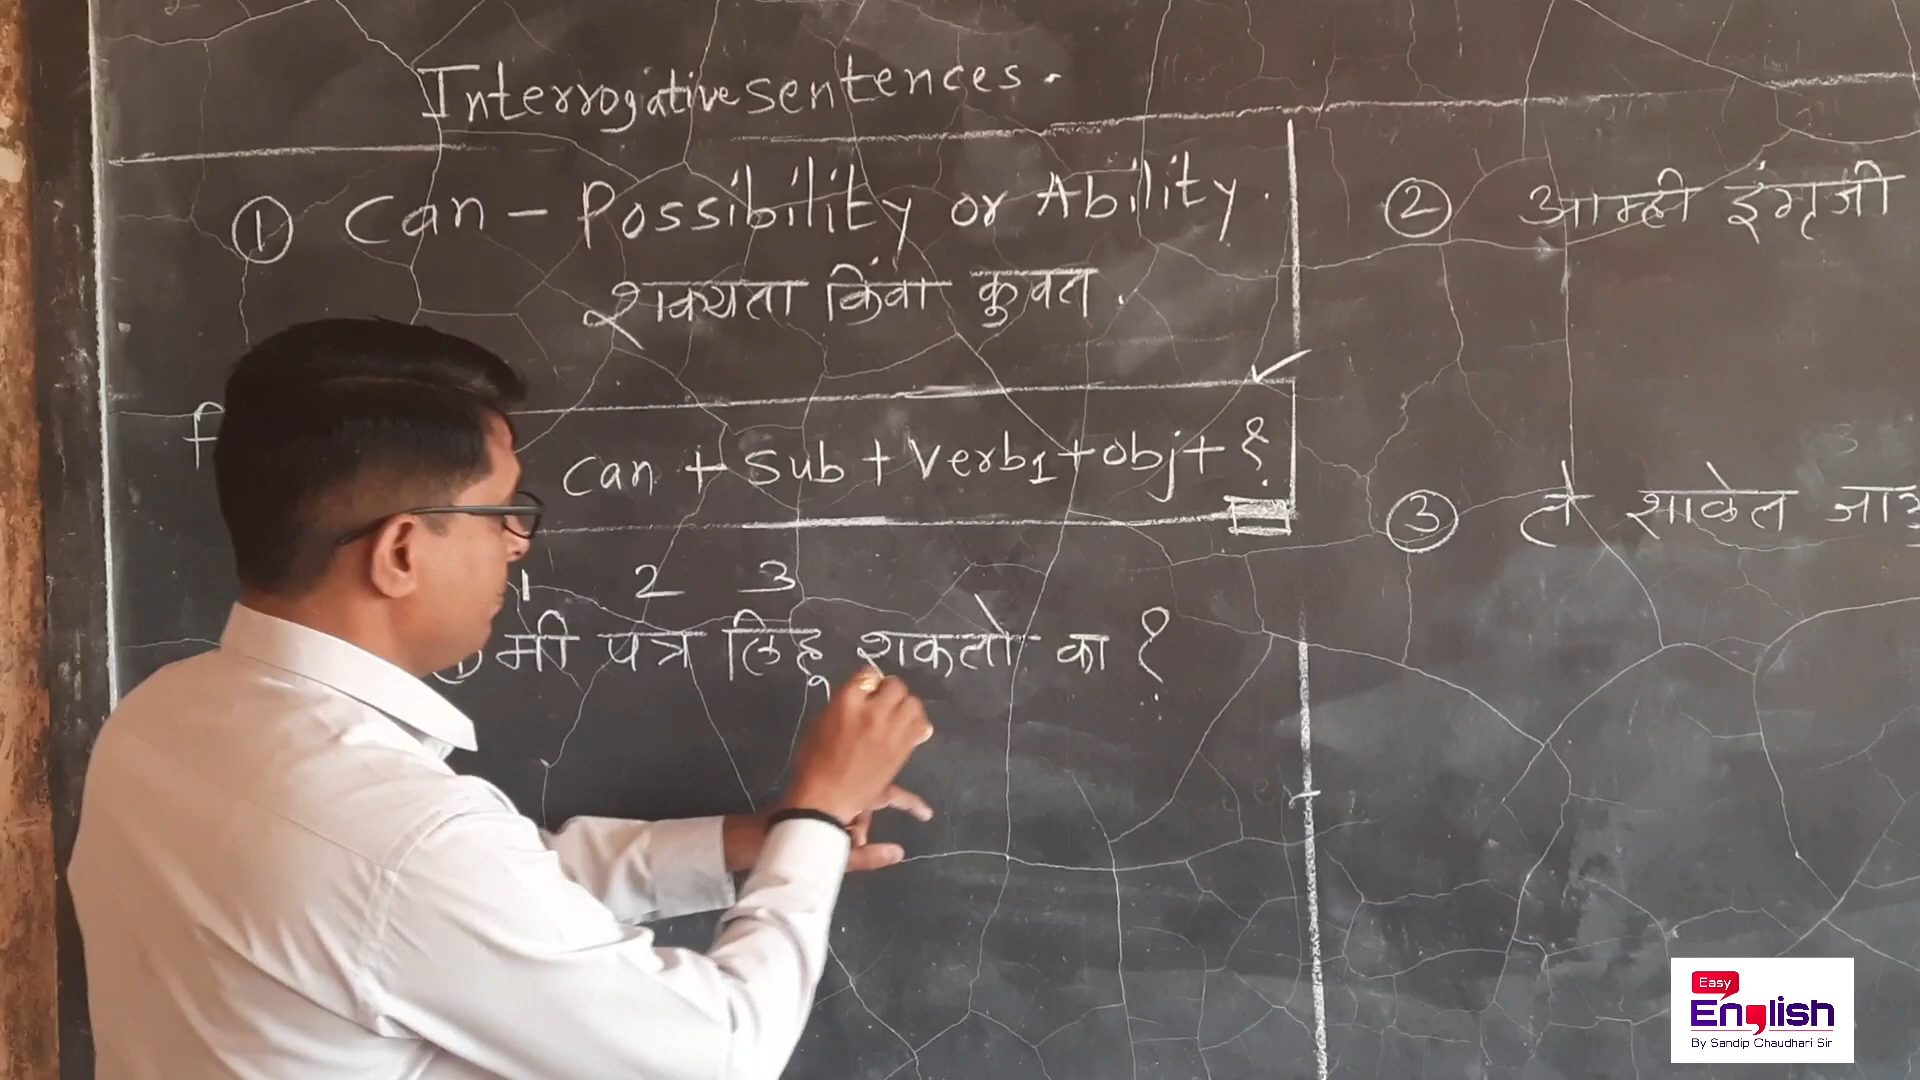 Interrogative sentences.
① Can - Possibility or Ability.
शक्यता किंवा कुवत.
Can + Sub + Verb1 + obj + ?
1 2 3
मी पत्र लिहू शकतो का ?
② आम्ही इंग्रजी
③ ते शाळेत
Easy
English
By Sandip Chaudhari Sir